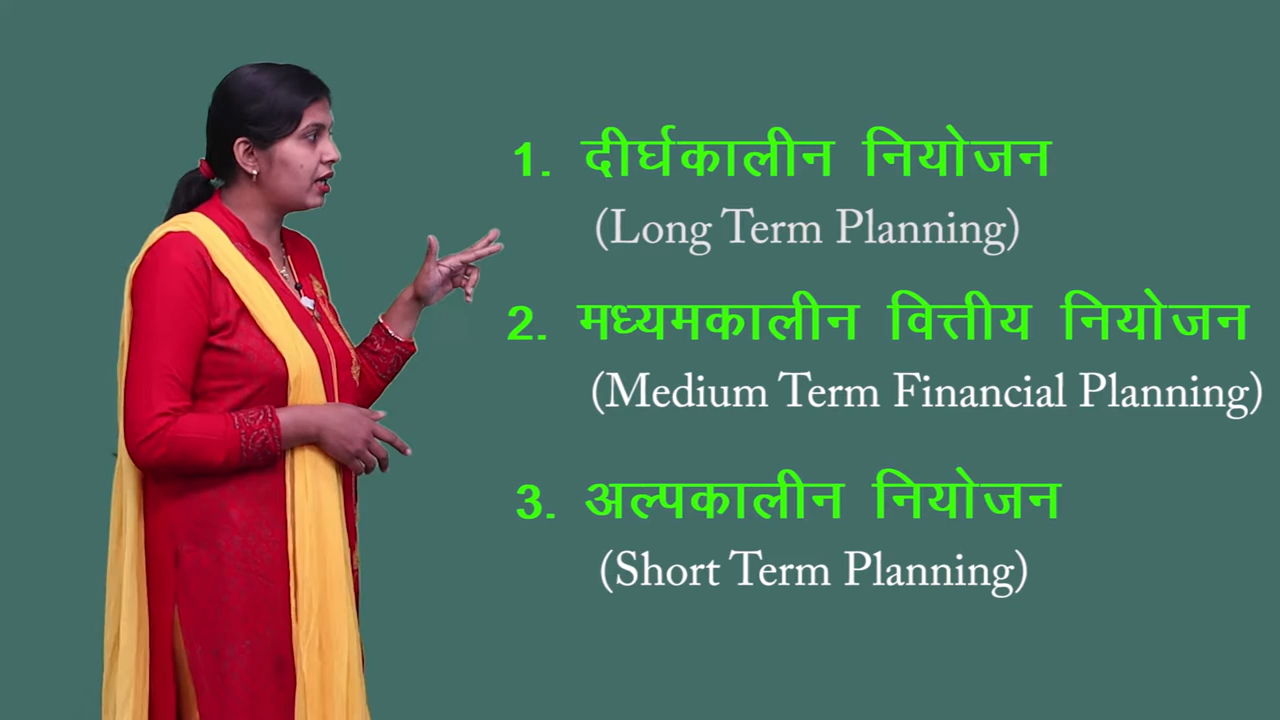 1. दीर्घकालीन नियोजन
(Long Term Planning)
2. मध्यमकालीन वित्तीय नियोजन
(Medium Term Financial Planning)
3. अल्पकालीन नियोजन
(Short Term Planning)